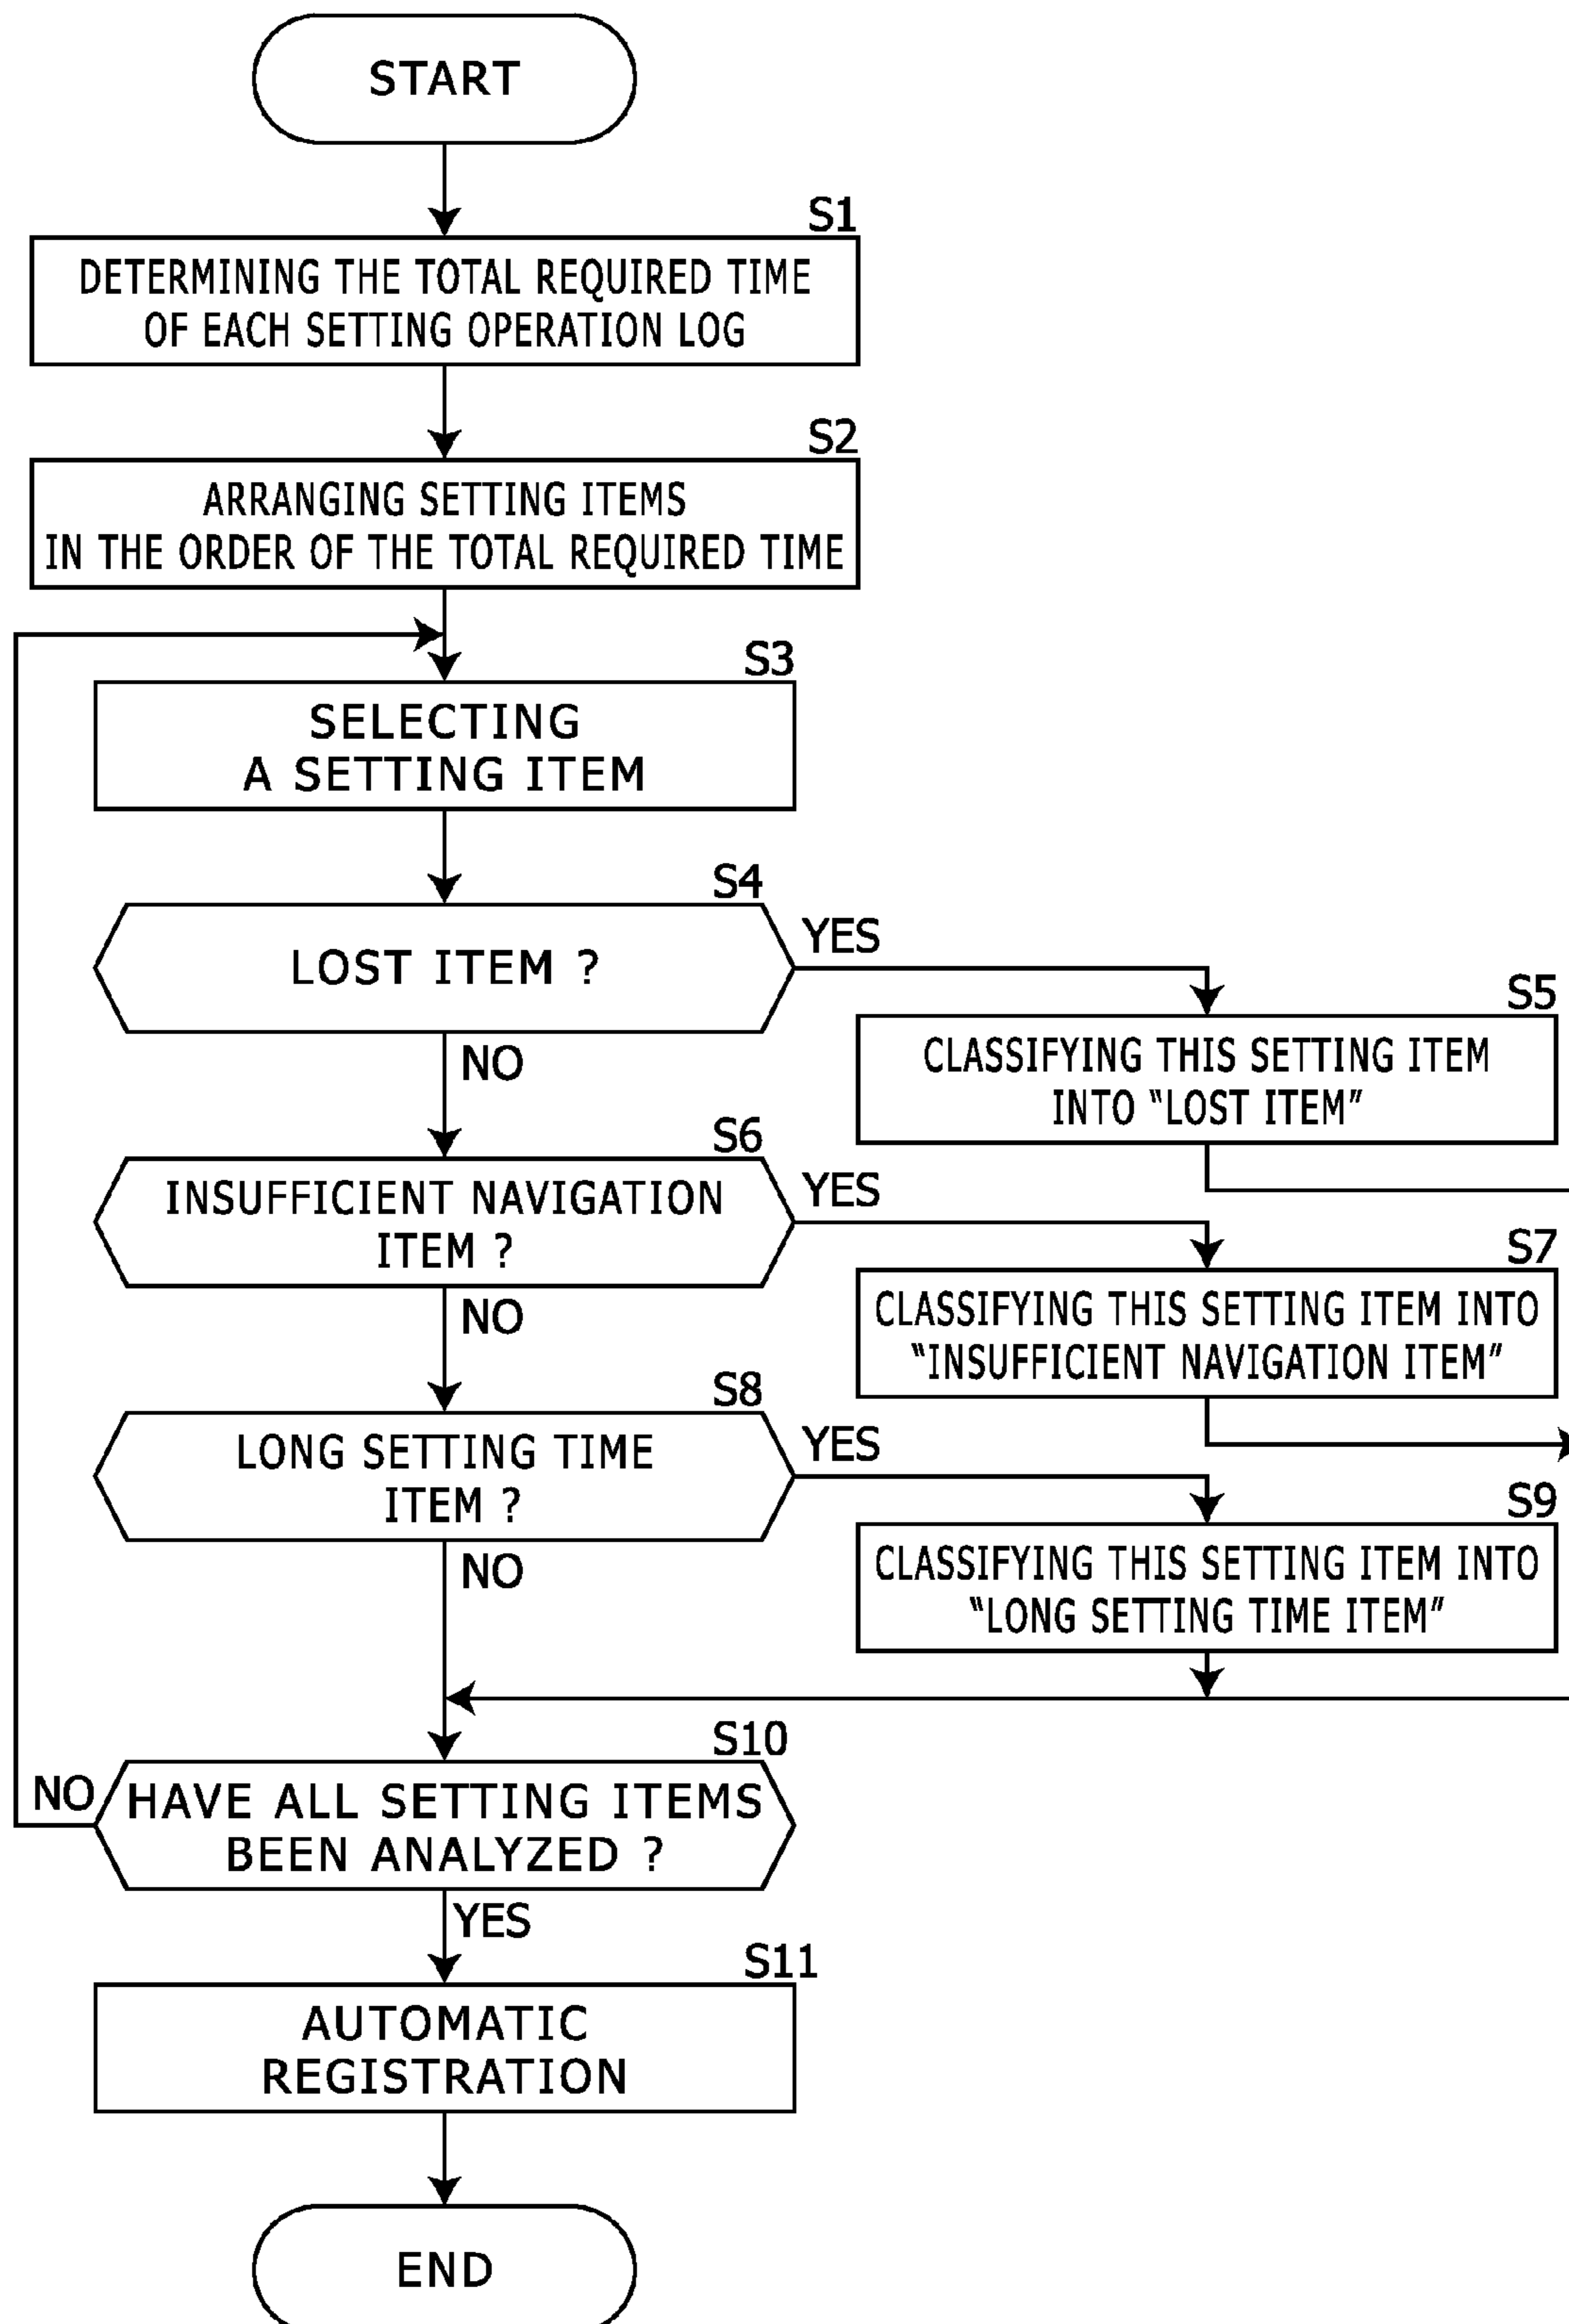 START
S1
DETERMINING THE TOTAL REQUIRED TIME
OF EACH SETTING OPERATION LOG
S2
ARRANGING SETTING ITEMS
IN THE ORDER OF THE TOTAL REQUIRED TIME
S3
SELECTING
A SETTING ITEM
S4
LOST ITEM ?
YES
NO
S5
CLASSIFYING THIS SETTING ITEM
INTO “LOST ITEM”
S6
INSUFFICIENT NAVIGATION
ITEM ?
YES
NO
S7
CLASSIFYING THIS SETTING ITEM INTO
“INSUFFICIENT NAVIGATION ITEM”
S8
LONG SETTING TIME
ITEM ?
YES
NO
S9
CLASSIFYING THIS SETTING ITEM INTO
“LONG SETTING TIME ITEM”
S10
NO
HAVE ALL SETTING ITEMS
BEEN ANALYZED ?
YES
S11
AUTOMATIC
REGISTRATION
END